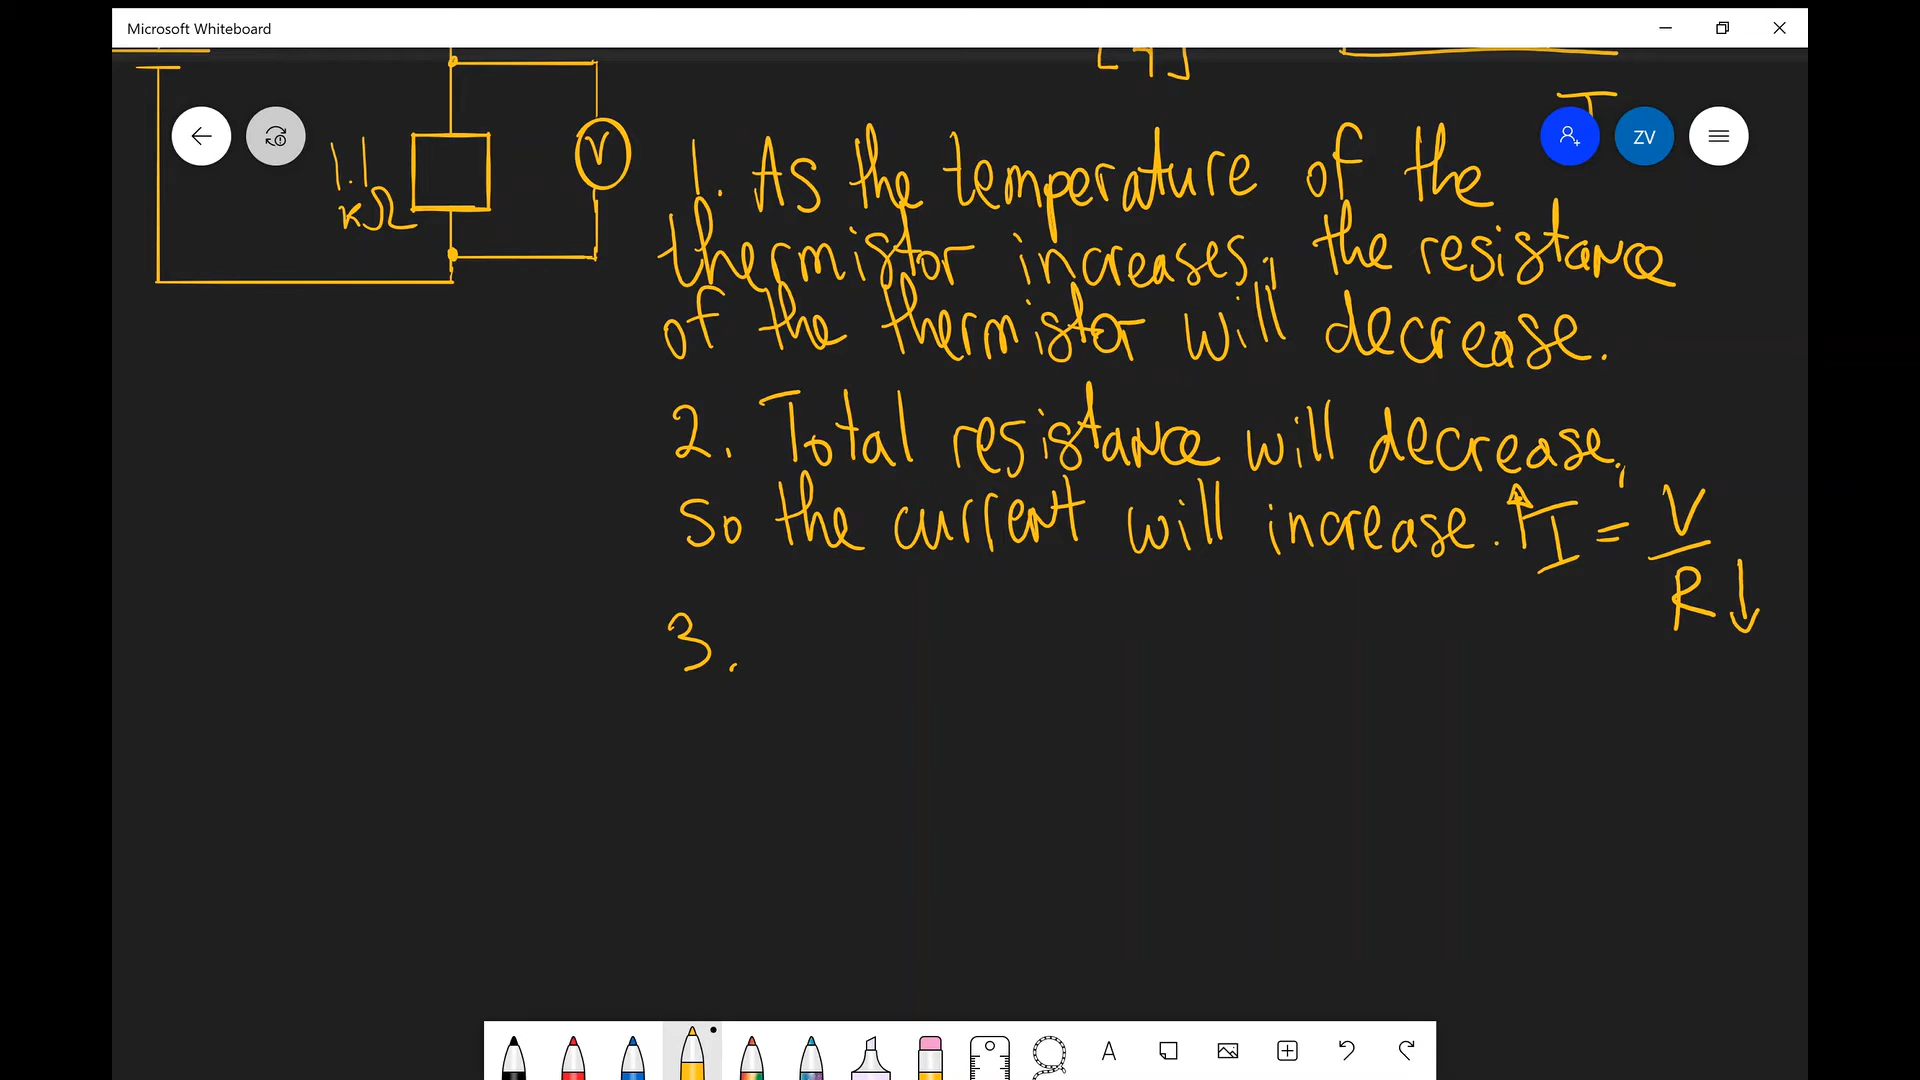 Microsoft Whiteboard
[4]
ZV
1.1
kΩ
V
1. As the temperature of the
thermistor increases, the resistance
of the thermistor will decrease.
2. Total resistance will decrease,
so the current will increase. ↑I = V/R ↓
3.
A